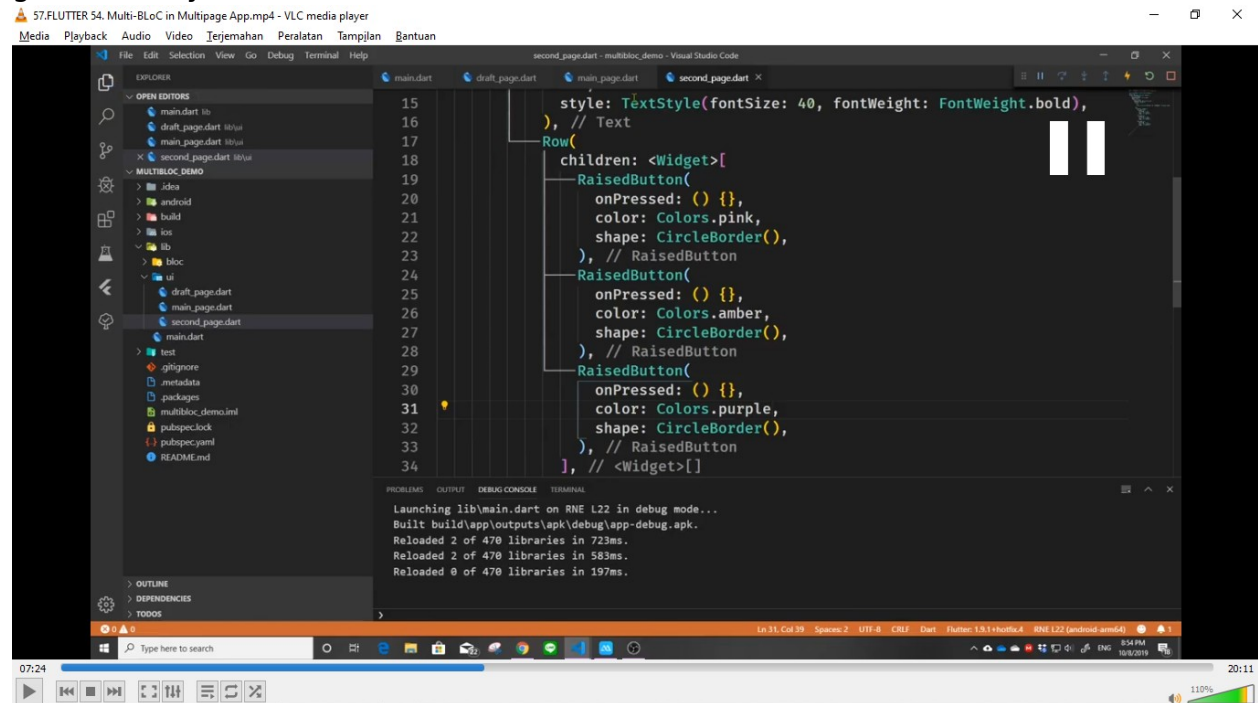 57.FLUTTER 54. Multi-BLoC in Multipage App.mp4 - VLC media player
Media Playback Audio Video Terjemahan Peralatan Tampilan Bantuan
File Edit Selection View Go Debug Terminal Help
second_page.dart - multibloc_demo - Visual Studio Code
EXPLORER
OPEN EDITORS
main.dart lib
draft_page.dart lib\ui
main_page.dart lib\ui
second_page.dart lib\ui
MULTIBLOC_DEMO
.idea
android
build
ios
lib
bloc
ui
draft_page.dart
main_page.dart
second_page.dart
main.dart
test
.gitignore
.metadata
.packages
multibloc_demo.iml
pubspec.lock
pubspec.yaml
README.md
OUTLINE
DEPENDENCIES
TODOS
main.dart draft_page.dart main_page.dart second_page.dart
15 style: TextStyle(fontSize: 40, fontWeight: FontWeight.bold),
16 ), // Text
17 Row(
18 children: <Widget>[
19 RaisedButton(
20 onPressed: () {},
21 color: Colors.pink,
22 shape: CircleBorder(),
23 ), // RaisedButton
24 RaisedButton(
25 onPressed: () {},
26 color: Colors.amber,
27 shape: CircleBorder(),
28 ), // RaisedButton
29 RaisedButton(
30 onPressed: () {},
31 color: Colors.purple,
32 shape: CircleBorder(),
33 ), // RaisedButton
34 ], // <Widget>[]
PROBLEMS OUTPUT DEBUG CONSOLE TERMINAL
Launching lib\main.dart on RNE L22 in debug mode...
Built build\app\outputs\apk\debug\app-debug.apk.
Reloaded 2 of 470 libraries in 723ms.
Reloaded 2 of 470 libraries in 583ms.
Reloaded 0 of 470 libraries in 197ms.
0 0 Ln 31, Col 39 Spaces: 2 UTF-8 CRLF Dart Flutter: 1.9.1+hotfix.4 RNE L22 (android-arm64) 1
Type here to search
ENG 8:54 PM
10/8/2019
07:24 20:11
110%